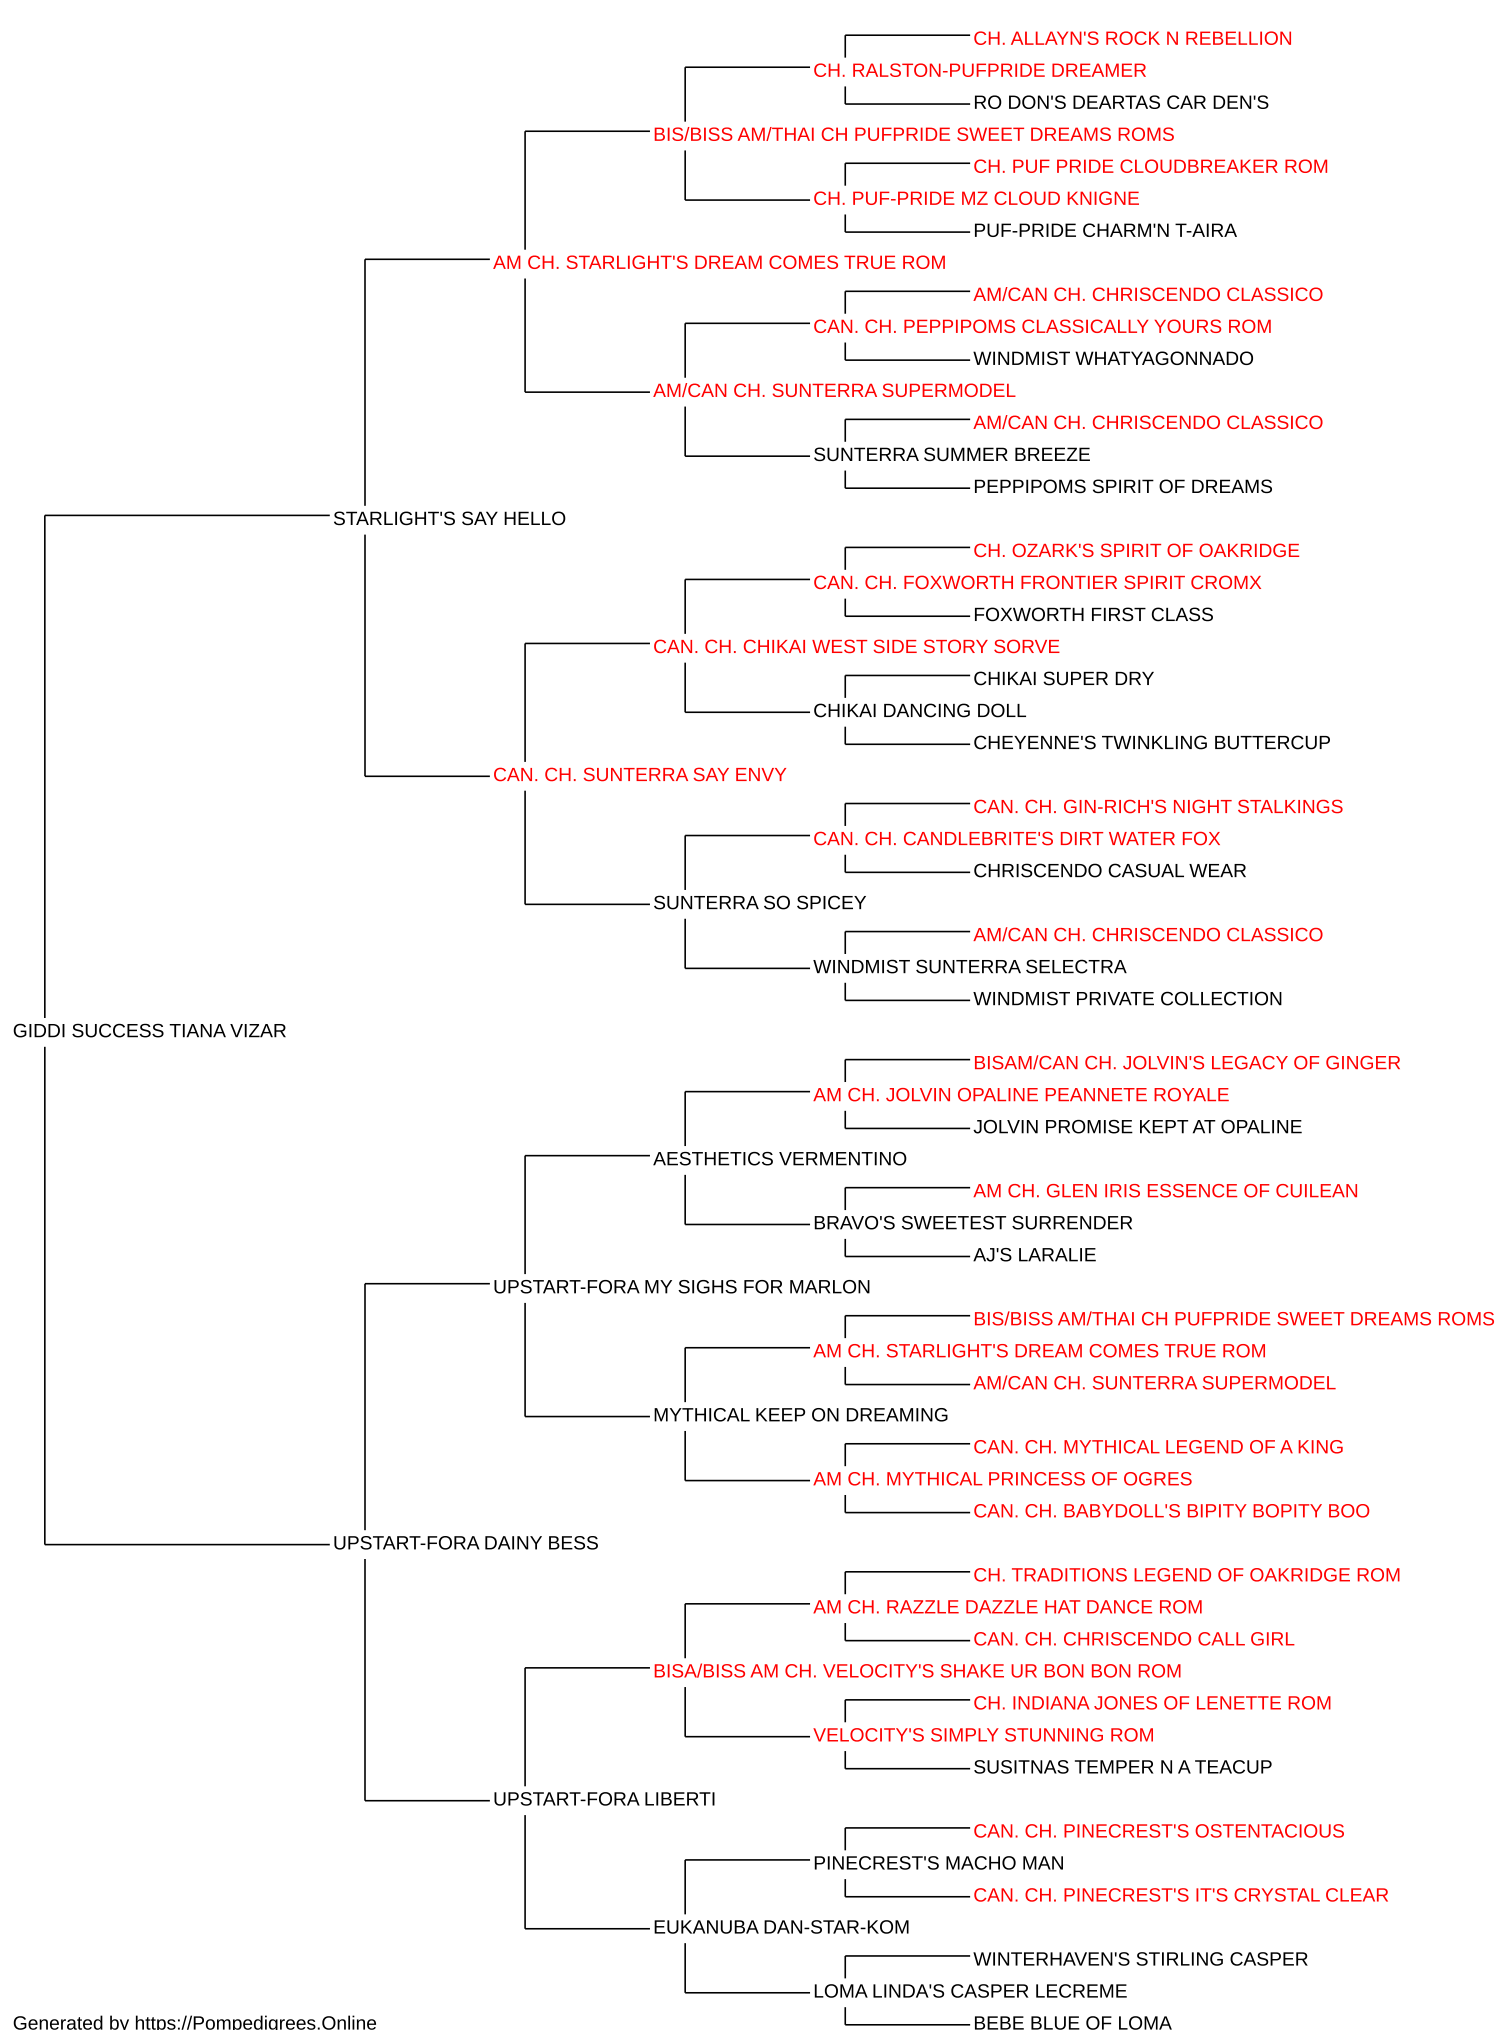 CH. ALLAYN'S ROCK N REBELLION
CH. RALSTON-PUFPRIDE DREAMER
RO DON'S DEARTAS CAR DEN'S
BIS/BISS AM/THAI CH PUFPRIDE SWEET DREAMS ROMS
CH. PUF PRIDE CLOUDBREAKER ROM
CH. PUF-PRIDE MZ CLOUD KNIGNE
PUF-PRIDE CHARM'N T-AIRA
AM CH. STARLIGHT'S DREAM COMES TRUE ROM
AM/CAN CH. CHRISCENDO CLASSICO
CAN. CH. PEPPIPOMS CLASSICALLY YOURS ROM
WINDMIST WHATYAGONNADO
AM/CAN CH. SUNTERRA SUPERMODEL
AM/CAN CH. CHRISCENDO CLASSICO
SUNTERRA SUMMER BREEZE
PEPPIPOMS SPIRIT OF DREAMS
STARLIGHT'S SAY HELLO
CH. OZARK'S SPIRIT OF OAKRIDGE
CAN. CH. FOXWORTH FRONTIER SPIRIT CROMX
FOXWORTH FIRST CLASS
CAN. CH. CHIKAI WEST SIDE STORY SORVE
CHIKAI SUPER DRY
CHIKAI DANCING DOLL
CHEYENNE'S TWINKLING BUTTERCUP
CAN. CH. SUNTERRA SAY ENVY
CAN. CH. GIN-RICH'S NIGHT STALKINGS
CAN. CH. CANDLEBRITE'S DIRT WATER FOX
CHRISCENDO CASUAL WEAR
SUNTERRA SO SPICEY
AM/CAN CH. CHRISCENDO CLASSICO
WINDMIST SUNTERRA SELECTRA
WINDMIST PRIVATE COLLECTION
GIDDI SUCCESS TIANA VIZAR
BISAM/CAN CH. JOLVIN'S LEGACY OF GINGER
AM CH. JOLVIN OPALINE PEANNETE ROYALE
JOLVIN PROMISE KEPT AT OPALINE
AESTHETICS VERMENTINO
AM CH. GLEN IRIS ESSENCE OF CUILEAN
BRAVO'S SWEETEST SURRENDER
AJ'S LARALIE
UPSTART-FORA MY SIGHS FOR MARLON
BIS/BISS AM/THAI CH PUFPRIDE SWEET DREAMS ROMS
AM CH. STARLIGHT'S DREAM COMES TRUE ROM
AM/CAN CH. SUNTERRA SUPERMODEL
MYTHICAL KEEP ON DREAMING
CAN. CH. MYTHICAL LEGEND OF A KING
AM CH. MYTHICAL PRINCESS OF OGRES
CAN. CH. BABYDOLL'S BIPITY BOPITY BOO
UPSTART-FORA DAINY BESS
CH. TRADITIONS LEGEND OF OAKRIDGE ROM
AM CH. RAZZLE DAZZLE HAT DANCE ROM
CAN. CH. CHRISCENDO CALL GIRL
BISA/BISS AM CH. VELOCITY'S SHAKE UR BON BON ROM
CH. INDIANA JONES OF LENETTE ROM
VELOCITY'S SIMPLY STUNNING ROM
SUSITNAS TEMPER N A TEACUP
UPSTART-FORA LIBERTI
CAN. CH. PINECREST'S OSTENTACIOUS
PINECREST'S MACHO MAN
CAN. CH. PINECREST'S IT'S CRYSTAL CLEAR
EUKANUBA DAN-STAR-KOM
WINTERHAVEN'S STIRLING CASPER
LOMA LINDA'S CASPER LECREME
BEBE BLUE OF LOMA
Generated by https://Pompedigrees.Online